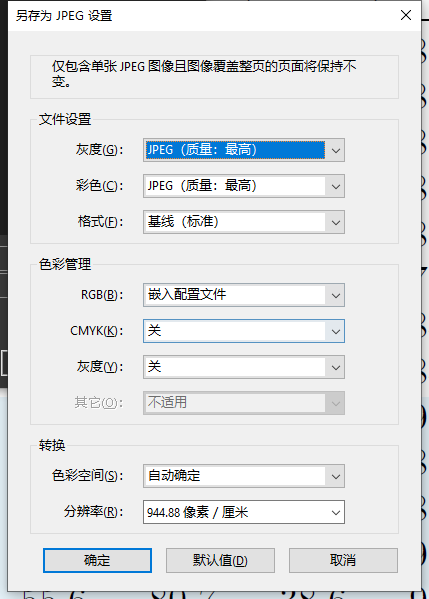 另存为 JPEG 设置
仅包含单张 JPEG 图像且图像覆盖整页的页面将保持不
变。
文件设置
灰度(G)： JPEG（质量：最高）
彩色(C)： JPEG（质量：最高）
格式(F)： 基线（标准）
色彩管理
RGB(B)： 嵌入配置文件
CMYK(K)： 关
灰度(Y)： 关
其它(O)： 不适用
转换
色彩空间(S)： 自动确定
分辨率(R)： 944.88 像素 / 厘米
确定 默认值(D) 取消